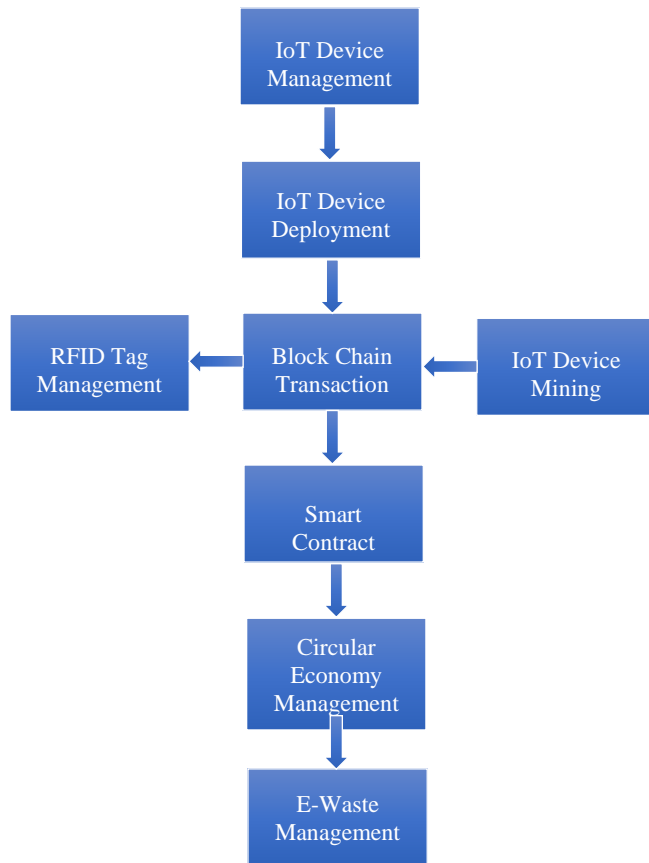 IoT Device
Management
IoT Device
Deployment
RFID Tag
Management
Block Chain
Transaction
IoT Device
Mining
Smart
Contract
Circular
Economy
Management
E-Waste
Management